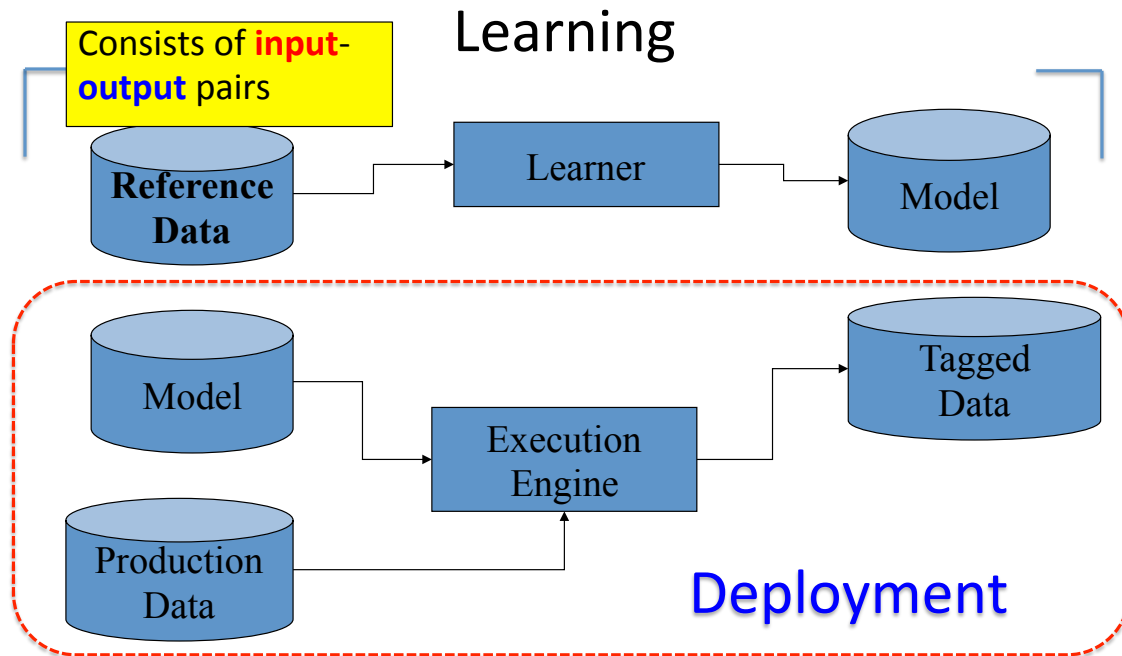 Learning
Consists of input-
output pairs
Reference
Data
Learner
Model
Model
Execution
Engine
Tagged
Data
Production
Data
Deployment